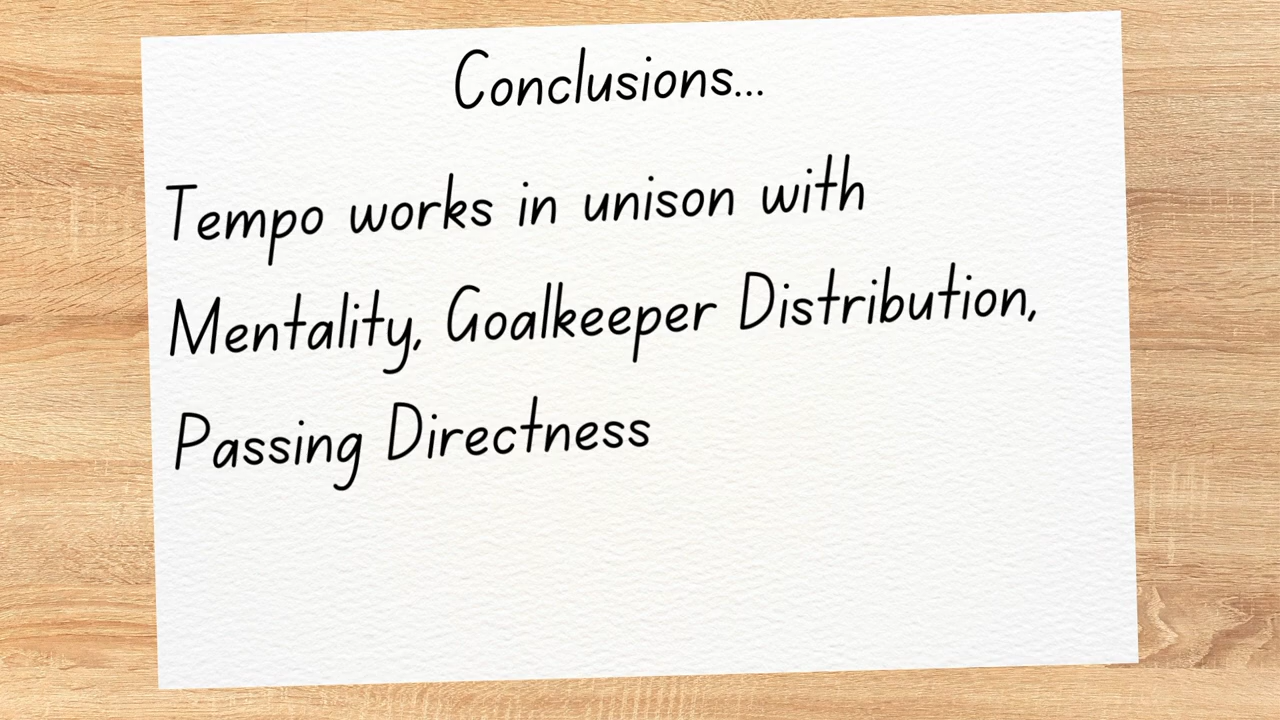 Conclusions...
Tempo works in unison with
Mentality, Goalkeeper Distribution,
Passing Directness